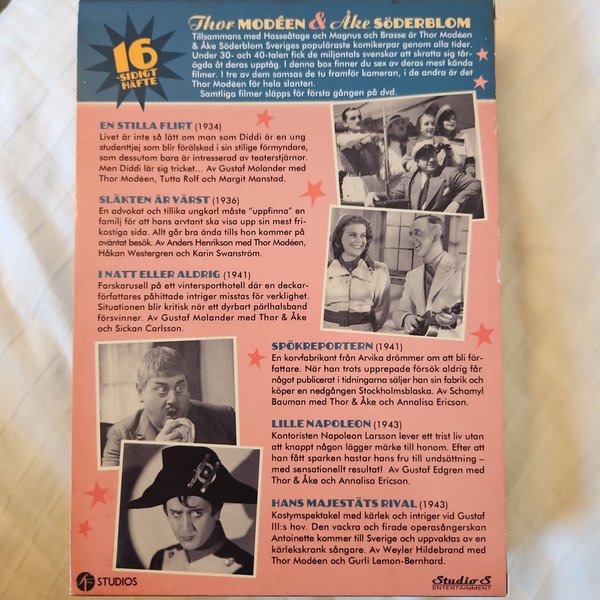 Thor MODÉEN & Åke SÖDERBLOM
16
-SIDIGT
HÄFTE
Tillsammans med Hasseåtage och Magnus och Brasse är Thor Modéen
& Åke Söderblom Sveriges populäraste komikerpar genom alla tider.
Under 30- och 40-talen fick de miljontals svenskar att skratta sig tår-
ögda åt deras upptåg. I denna box finner du sex av deras mest kända
filmer. I tre av dem samsas de tu framför kameran, i de andra är det
Thor Modéen för hela slanten.
Samtliga filmer släpps för första gången på dvd.
EN STILLA FLIRT (1934)
Livet är inte så lätt om man som Diddi är en ung
studenttjej som blir förälskad i sin stilige förmyndare,
som dessutom bara är intresserad av teaterstjärnor.
Men Diddi lär sig tricket... Av Gustaf Molander med
Thor Modéen, Tutta Rolf och Margit Manstad.
SLÄKTEN ÄR VÄRST (1936)
En advokat och tillika ungkarl måste "uppfinna" en
familj för att hans arvtant ska visa upp sin mest fri-
kostiga sida. Allt går bra ända tills hon kommer på
oväntat besök. Av Anders Henrikson med Thor Modéen,
Håkan Westergren och Karin Swanström.
I NATT ELLER ALDRIG (1941)
Farskarusell på ett vintersporthotell där en deckar-
författares påhittade intriger misstas för verklighet.
Situationen blir kritisk när ett dyrbart pärlhalsband
försvinner. Av Gustaf Molander med Thor & Åke
och Sickan Carlsson.
SPÖKREPORTERN (1941)
En korvfabrikant från Arvika drömmer om att bli för-
fattare. När han trots upprepade försök aldrig får
något publicerat i tidningarna säljer han sin fabrik och
köper en nedgången Stockholmsblaska. Av Schamyl
Bauman med Thor & Åke och Annalisa Ericson.
LILLE NAPOLEON (1943)
Kontoristen Napoleon Larsson lever ett trist liv utan
att knappt någon lägger märke till honom. Efter att
han fått sparken hastar hans fru till undsättning –
med sensationellt resultat! Av Gustaf Edgren med
Thor & Åke och Annalisa Ericson.
HANS MAJESTÄTS RIVAL (1943)
Kostymspektakel med kärlek och intriger vid Gustaf
III:s hov. Den vackra och firade operasångerskan
Antoinette kommer till Sverige och uppvaktas av en
kärlekskrank sångare. Av Weyler Hildebrand med
Thor Modéen och Gurli Lemon-Bernhard.
SF STUDIOS
Studio S
ENTERTAINMENT